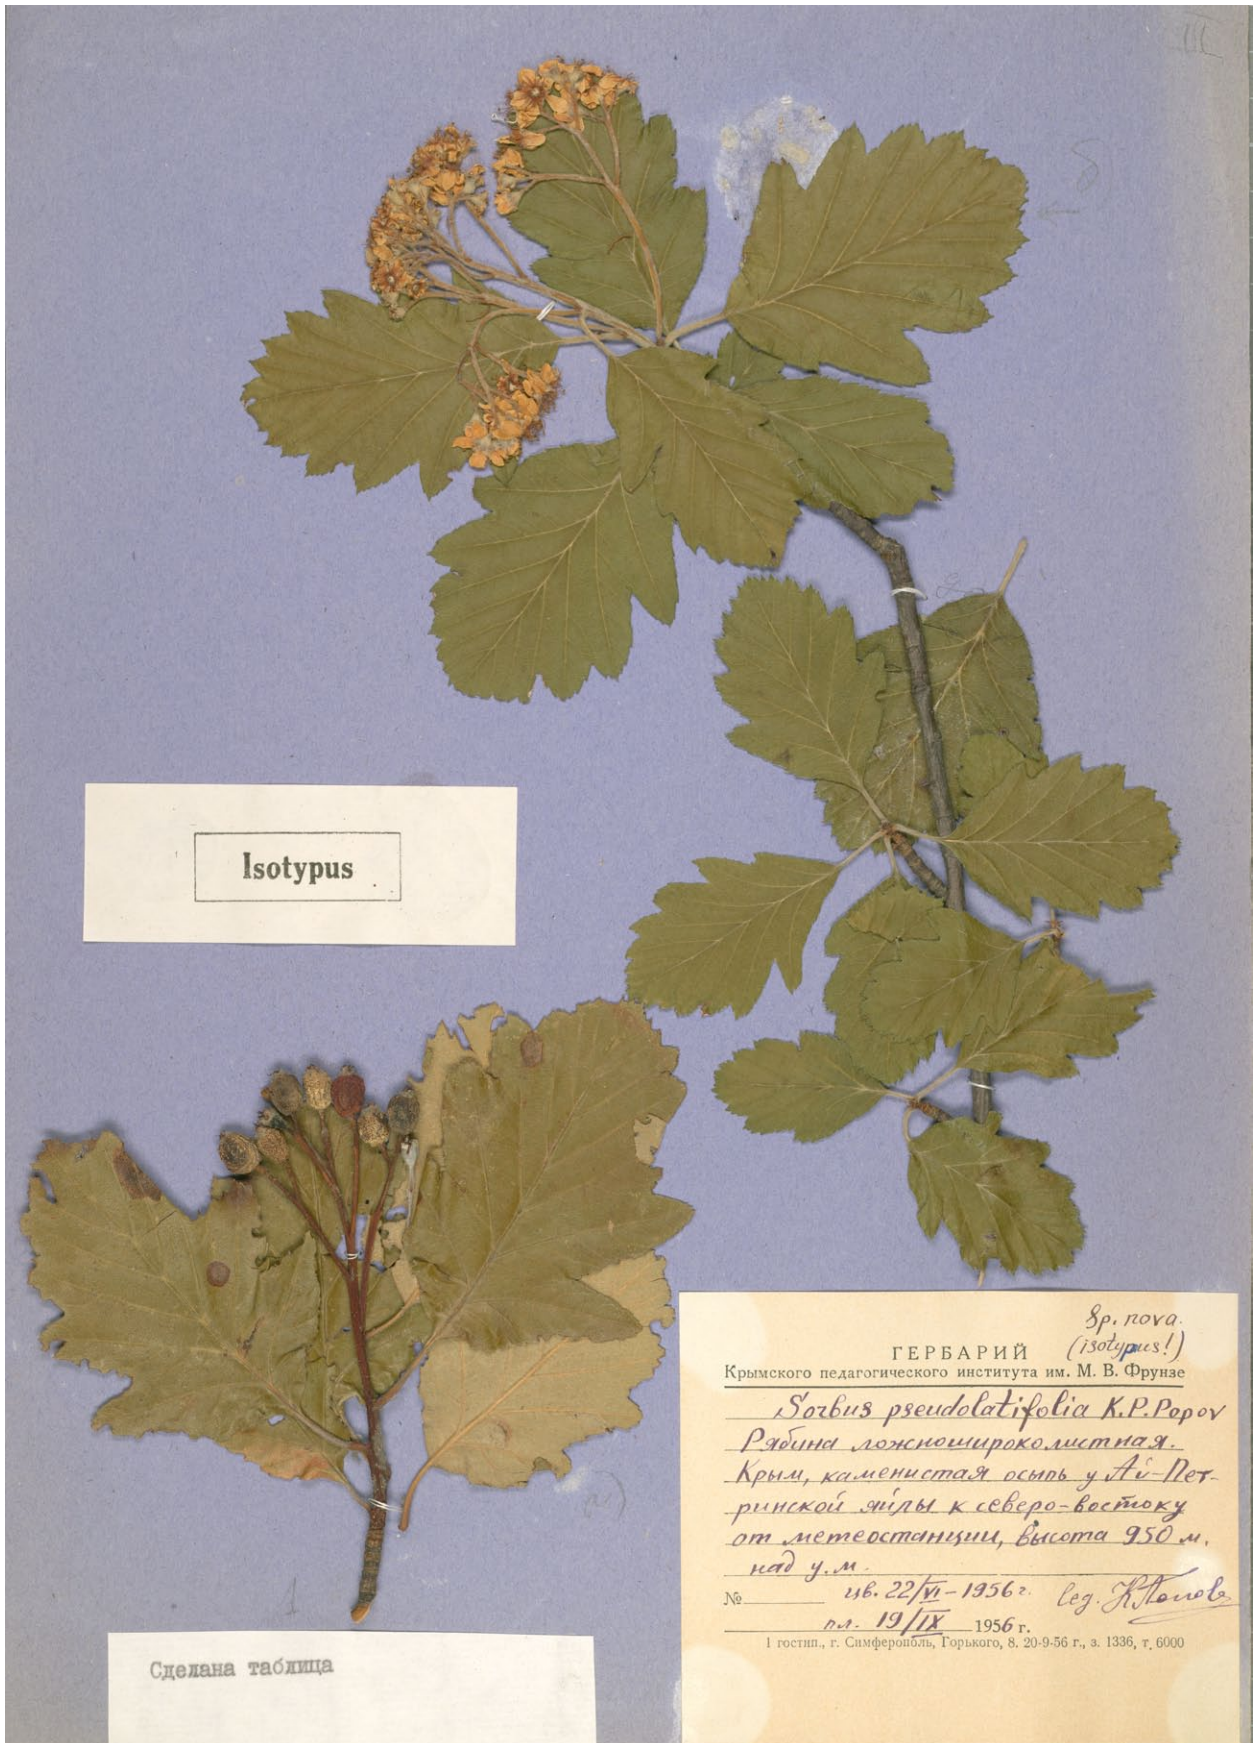 III
Isotypus
Sp. nova.
(isotypus!)
ГЕРБАРИЙ
Крымского педагогического института им. М. В. Фрунзе
Sorbus pseudolatifolia K.P. Popov
Рябина ложношироколистная.
Крым, каменистая осыпь у Ай-Пет-
ринской яйлы к северо-востоку
от метеостанции, высота 950 м.
над у. м.
№ цв. 22/VI - 1956 г. leg. К Попов
пл. 19/IX 1956 г.
1 гостип., г. Симферополь, Горького, 8. 20-9-56 г., з. 1336, т. 6000
Сделана таблица